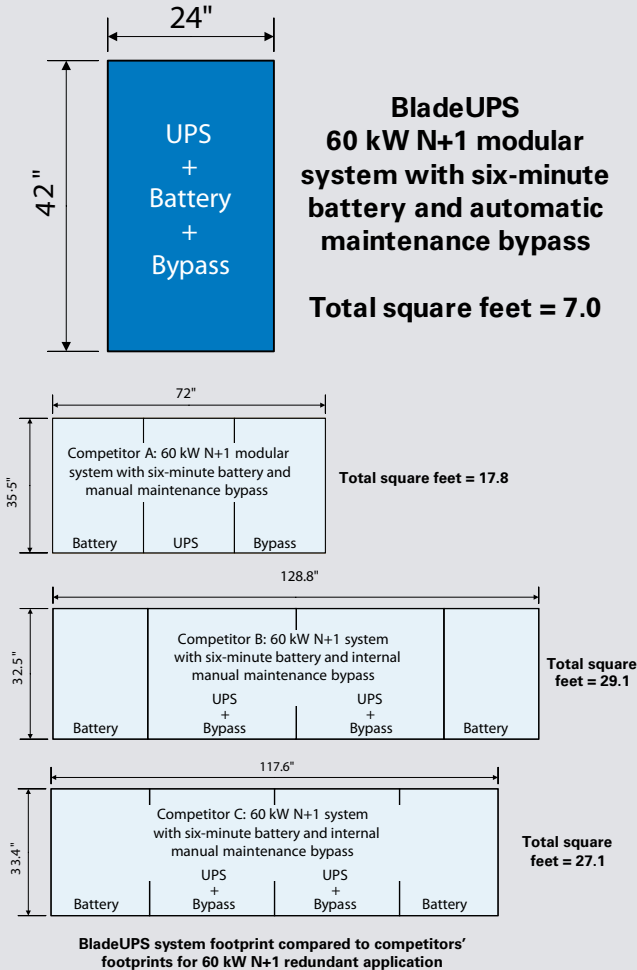 24"
42"
UPS
+
Battery
+
Bypass
BladeUPS
60 kW N+1 modular
system with six-minute
battery and automatic
maintenance bypass
Total square feet = 7.0
72"
35.5"
Competitor A: 60 kW N+1 modular
system with six-minute battery and
manual maintenance bypass
Battery UPS Bypass
Total square feet = 17.8
128.8"
32.5"
Competitor B: 60 kW N+1 system
with six-minute battery and internal
manual maintenance bypass
UPS UPS
+ +
Battery Bypass Bypass Battery
Total square
feet = 29.1
117.6"
33.4"
Competitor C: 60 kW N+1 system
with six-minute battery and internal
manual maintenance bypass
UPS UPS
+ +
Battery Bypass Bypass Battery
Total square
feet = 27.1
BladeUPS system footprint compared to competitors’
footprints for 60 kW N+1 redundant application